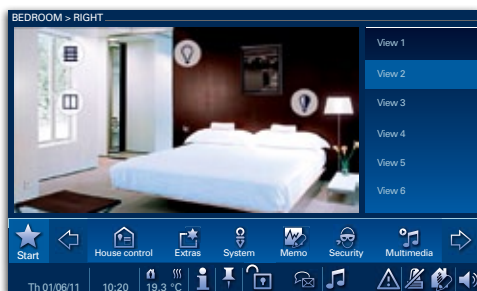 BEDROOM > RIGHT
View 1
View 2
View 3
View 4
View 5
View 6
Start
House control
Extras
System
Memo
Security
Multimedia
Th 01/06/11
10:20
19.3 °C